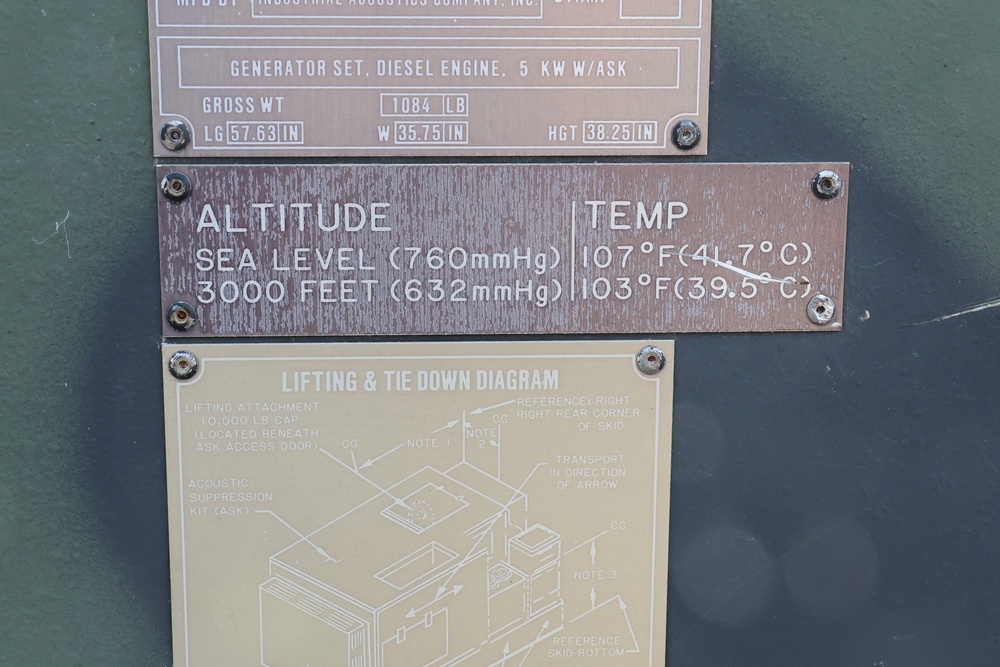 MFD BY INDUSTRIAL ACOUSTICS COMPANY, INC.
GENERATOR SET, DIESEL ENGINE, 5 KW W/ASK
GROSS WT 1084 LB
LG 57.63 IN W 35.75 IN HGT 38.25 IN
ALTITUDE TEMP
SEA LEVEL (760mmHg) 107°F(41.7°C)
3000 FEET (632mmHg) 103°F(39.5°C)
LIFTING & TIE DOWN DIAGRAM
LIFTING ATTACHMENT
10,000 LB CAP
(LOCATED BENEATH
ASK ACCESS DOOR)
CG
NOTE 1
NOTE
2
CG
REFERENCE: RIGHT
RIGHT REAR CORNER
OF SKID
TRANSPORT
IN DIRECTION
OF ARROW
ACOUSTIC
SUPPRESSION
KIT (ASK)
CG
NOTE 3
REFERENCE
SKID BOTTOM